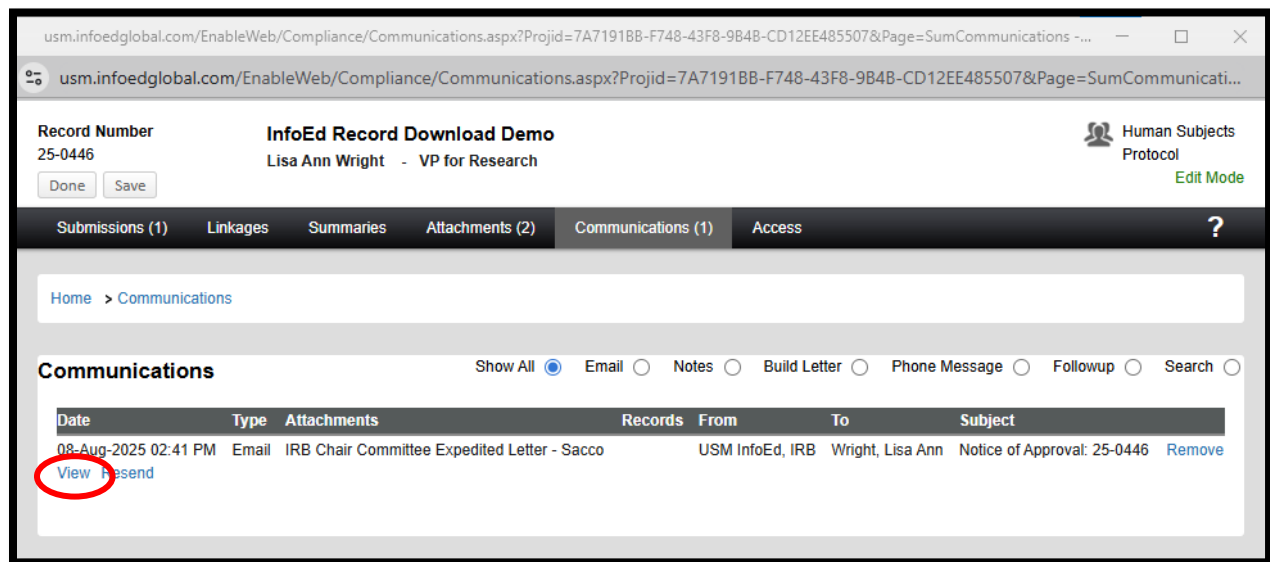 usm.infoedglobal.com/EnableWeb/Compliance/Communications.aspx?Projid=7A7191BB-F748-43F8-9B4B-CD12EE485507&Page=SumCommunications -...
usm.infoedglobal.com/EnableWeb/Compliance/Communications.aspx?Projid=7A7191BB-F748-43F8-9B4B-CD12EE485507&Page=SumCommunicati...
Record Number InfoEd Record Download Demo Human Subjects
25-0446 Lisa Ann Wright - VP for Research Protocol
Done Save Edit Mode
Submissions (1) Linkages Summaries Attachments (2) Communications (1) Access ?
Home > Communications
Communications Show All Email Notes Build Letter Phone Message Followup Search
Date Type Attachments Records From To Subject
08-Aug-2025 02:41 PM Email IRB Chair Committee Expedited Letter - Sacco USM InfoEd, IRB Wright, Lisa Ann Notice of Approval: 25-0446 Remove
View Resend